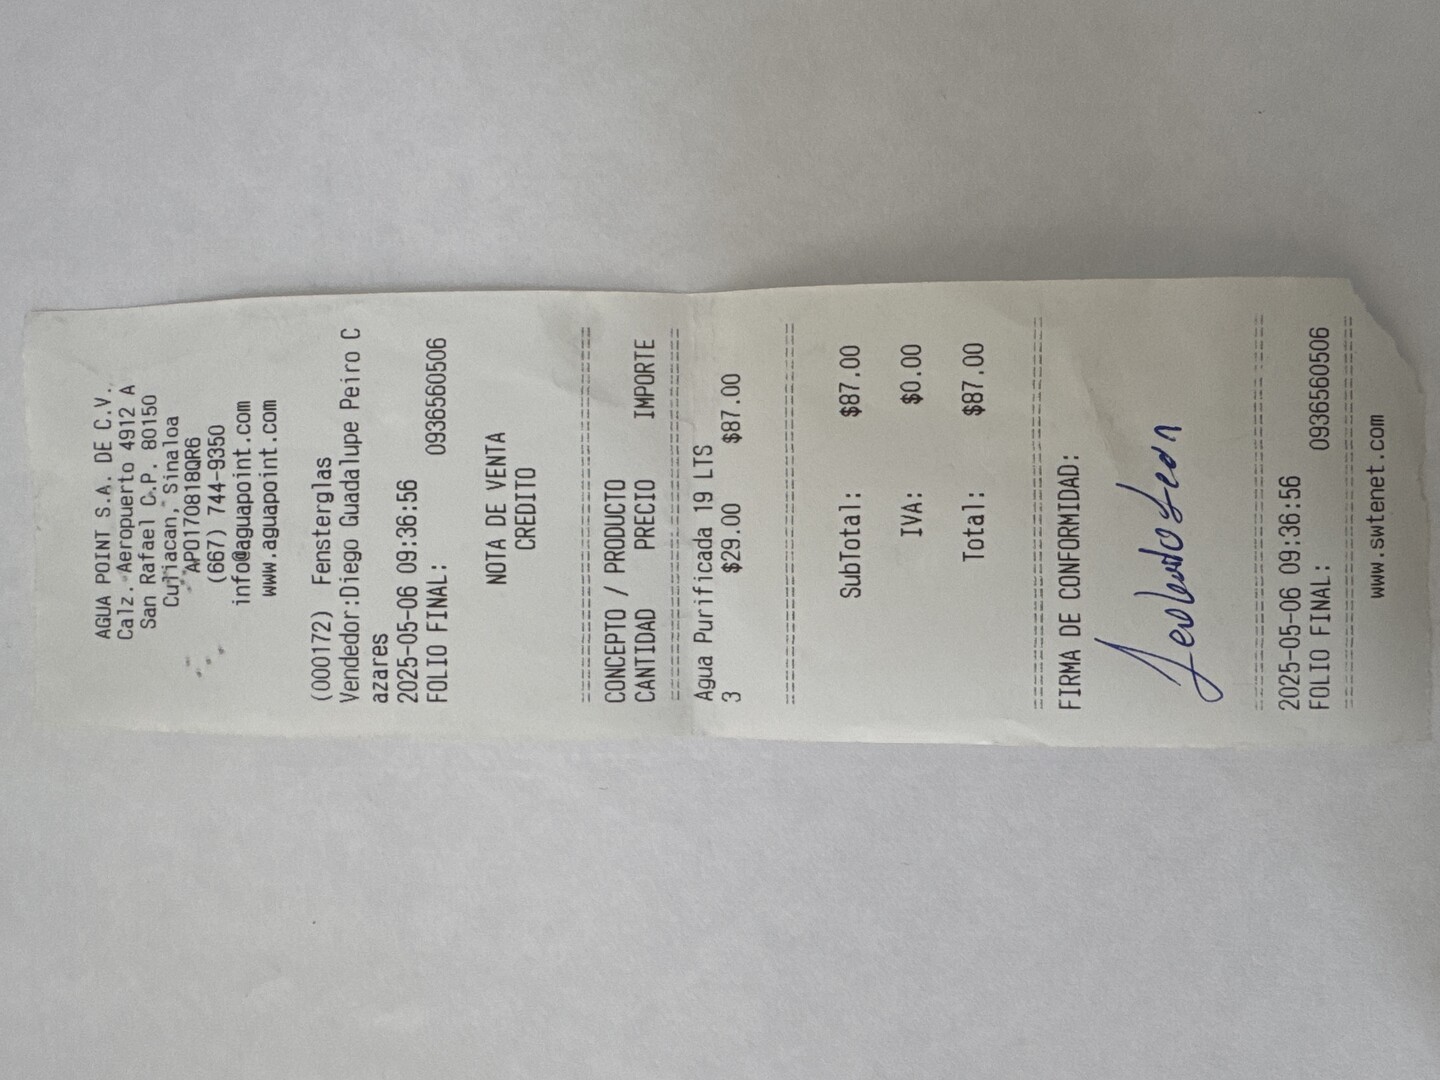 AGUA POINT S.A. DE C.V.
Calz. Aeropuerto 4912 A
San Rafael C.P. 80150
Culiacan, Sinaloa
APO170818QR6
(667) 744-9350
info@aguapoint.com
www.aguapoint.com
(000172) Fensterglas
Vendedor:Diego Guadalupe Peiro C
azares
2025-05-06 09:36:56
FOLIO FINAL: 0936560506
NOTA DE VENTA
CREDITO
================================
CONCEPTO / PRODUCTO
CANTIDAD PRECIO IMPORTE
================================
Agua Purificada 19 LTS
3 $29.00 $87.00
================================
SubTotal: $87.00
IVA: $0.00
Total: $87.00
================================
FIRMA DE CONFORMIDAD:
================================
2025-05-06 09:36:56
FOLIO FINAL: 0936560506
================================
www.swtenet.com